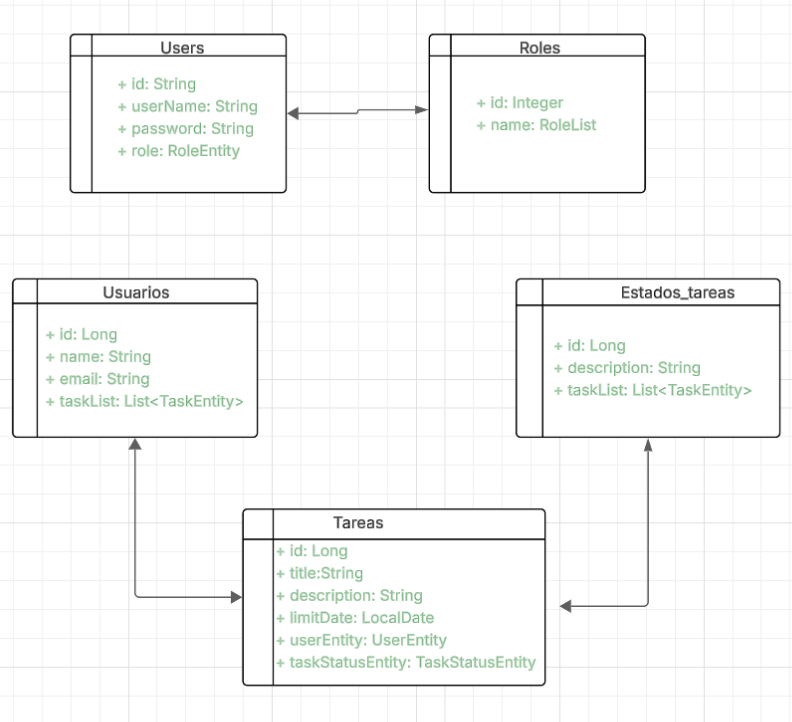 Users
+ id: String
+ userName: String
+ password: String
+ role: RoleEntity
Roles
+ id: Integer
+ name: RoleList
Usuarios
+ id: Long
+ name: String
+ email: String
+ taskList: List<TaskEntity>
Estados_tareas
+ id: Long
+ description: String
+ taskList: List<TaskEntity>
Tareas
+ id: Long
+ title:String
+ description: String
+ limitDate: LocalDate
+ userEntity: UserEntity
+ taskStatusEntity: TaskStatusEntity